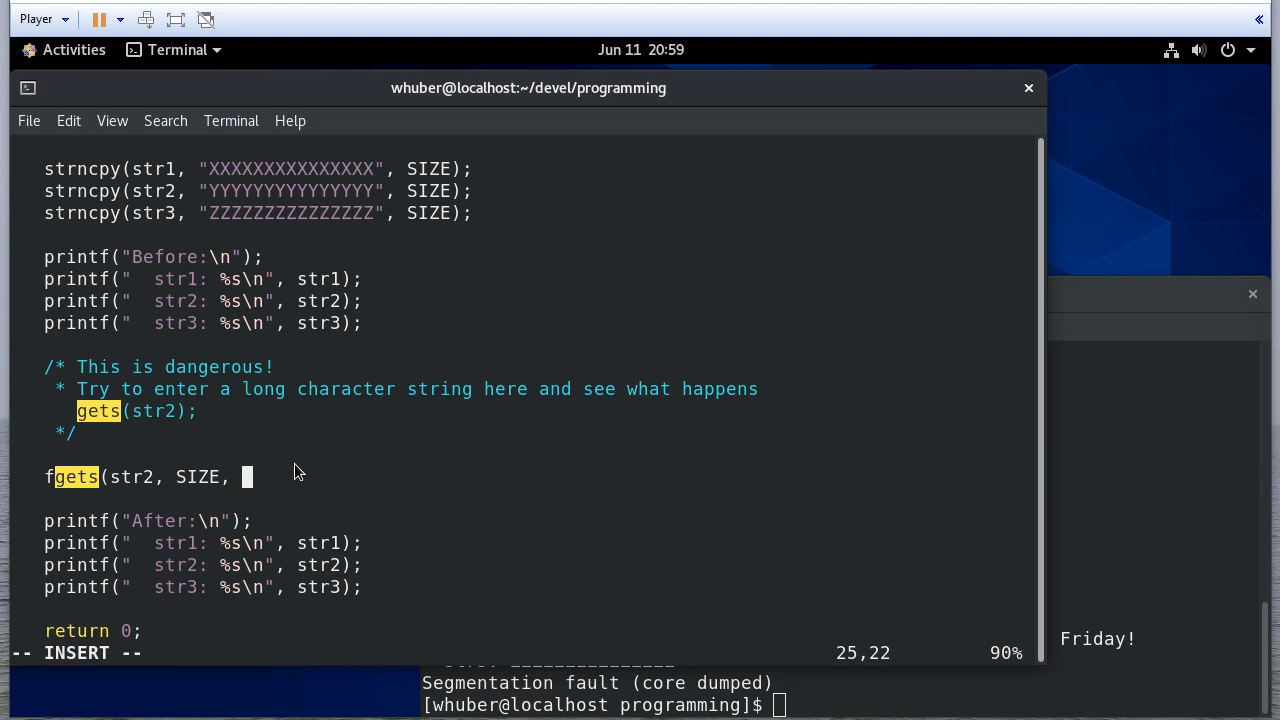 Player
Activities Terminal Jun 11 20:59
whuber@localhost:~/devel/programming
File Edit View Search Terminal Help
strncpy(str1, "XXXXXXXXXXXXXXX", SIZE);
strncpy(str2, "YYYYYYYYYYYYYYY", SIZE);
strncpy(str3, "ZZZZZZZZZZZZZZZ", SIZE);
printf("Before:\n");
printf("  str1: %s\n", str1);
printf("  str2: %s\n", str2);
printf("  str3: %s\n", str3);
/* This is dangerous!
 * Try to enter a long character string here and see what happens
   gets(str2);
 */
fgets(str2, SIZE,
printf("After:\n");
printf("  str1: %s\n", str1);
printf("  str2: %s\n", str2);
printf("  str3: %s\n", str3);
return 0;
-- INSERT -- 25,22 90%
Friday!
Segmentation fault (core dumped)
[whuber@localhost programming]$